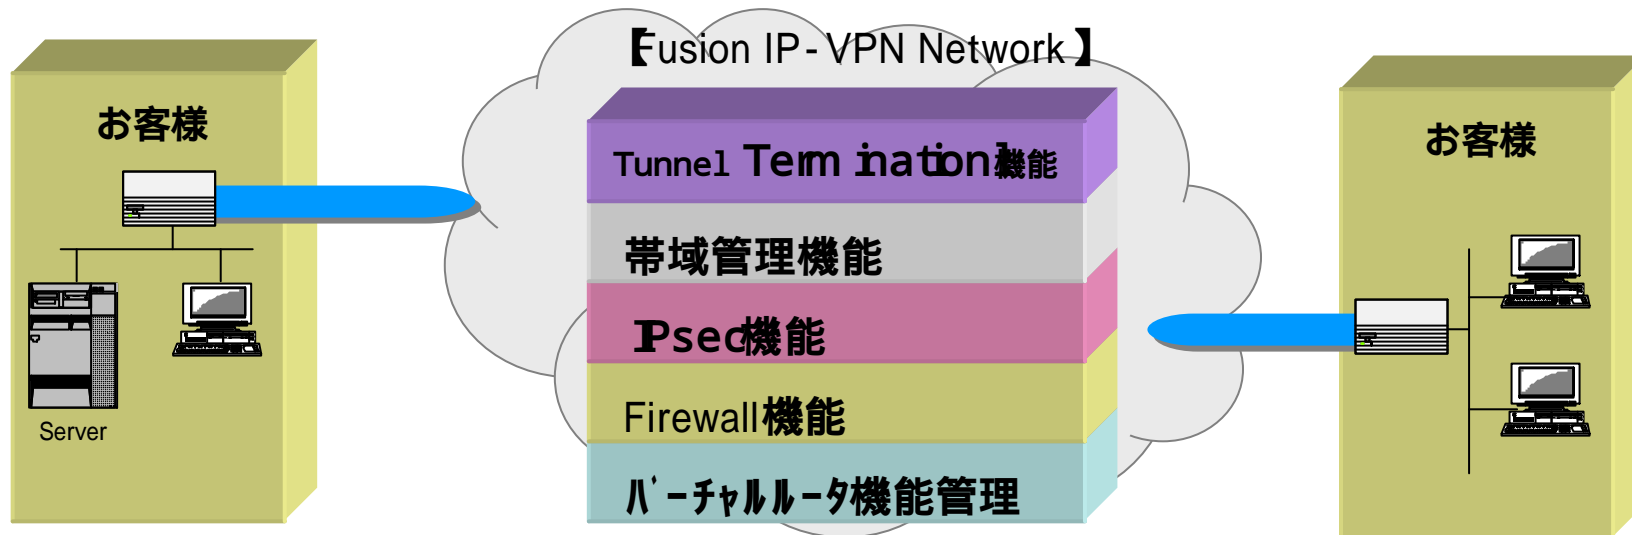 【Fusion IP-VPN Network】
お客様
Server
Tunnel Termination機能
帯域管理機能
IPsec機能
Firewall機能
ﾊﾞｰﾁｬﾙﾙｰﾀ機能管理
お客様